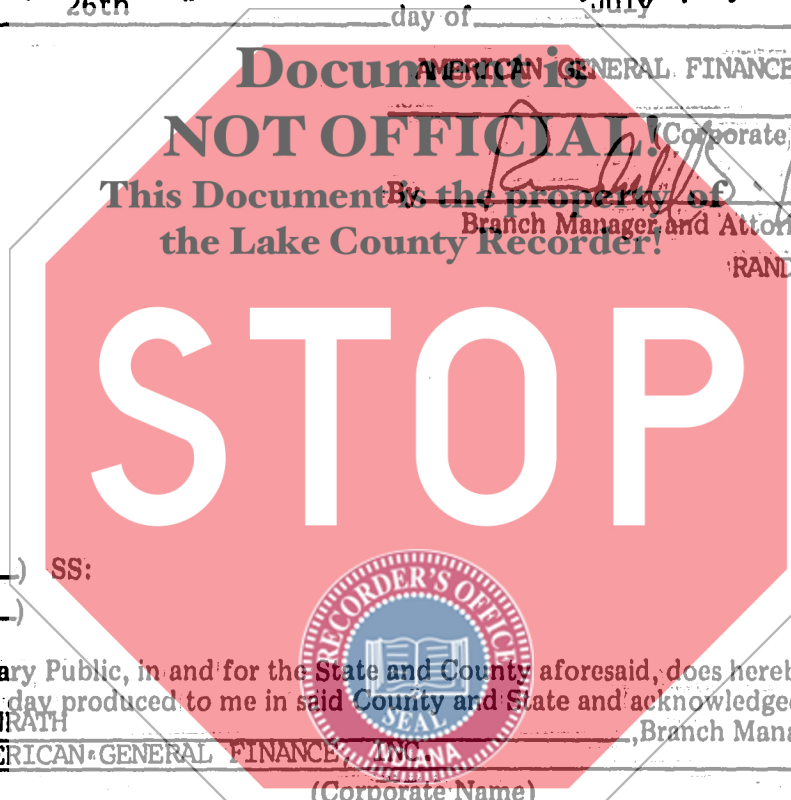 26th day of July
Document is
AMERICAN GENERAL FINANCE
NOT OFFICIAL!
(Corporate
This Document is the property of
By
Branch Manager and Attorn
the Lake County Recorder!
RAND
STOP
) SS:
)
RECORDER'S OFFICE
ary Public, in and for the State and County aforesaid, does hereb
day produced to me in said County and State and acknowledged
NRATH
,Branch Mana
SEAL
ERICAN GENERAL FINANCE, INC.
INDIANA
(Corporate Name)